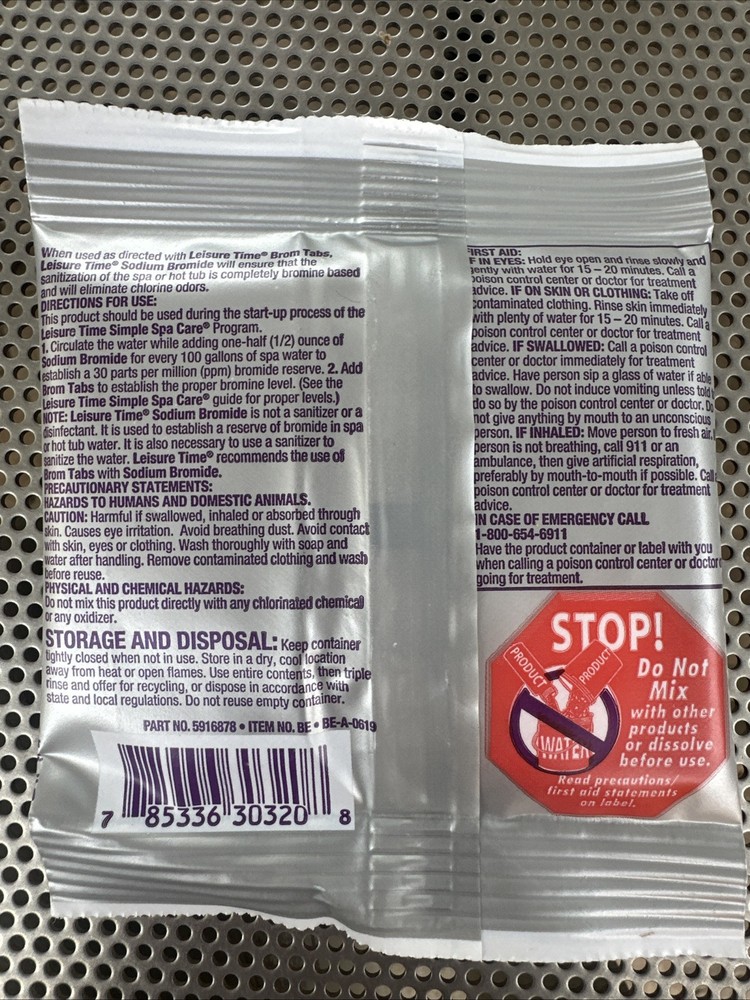 When used as directed with Leisure Time® Brom Tabs,
Leisure Time® Sodium Bromide will ensure that the
sanitization of the spa or hot tub is completely bromine based
and will eliminate chlorine odors.
DIRECTIONS FOR USE:
This product should be used during the start-up process of the
Leisure Time Simple Spa Care® Program.
1. Circulate the water while adding one-half (1/2) ounce of
Sodium Bromide for every 100 gallons of spa water to
establish a 30 parts per million (ppm) bromide reserve. 2. Add
Brom Tabs to establish the proper bromine level. (See the
Leisure Time Simple Spa Care® guide for proper levels.)
NOTE: Leisure Time® Sodium Bromide is not a sanitizer or a
disinfectant. It is used to establish a reserve of bromide in spa
or hot tub water. It is also necessary to use a sanitizer to
sanitize the water. Leisure Time® recommends the use of
Brom Tabs with Sodium Bromide.
PRECAUTIONARY STATEMENTS:
HAZARDS TO HUMANS AND DOMESTIC ANIMALS.
CAUTION: Harmful if swallowed, inhaled or absorbed through
skin. Causes eye irritation. Avoid breathing dust. Avoid contact
with skin, eyes or clothing. Wash thoroughly with soap and
water after handling. Remove contaminated clothing and wash
before reuse.
PHYSICAL AND CHEMICAL HAZARDS:
Do not mix this product directly with any chlorinated chemical
or any oxidizer.
STORAGE AND DISPOSAL: Keep container
tightly closed when not in use. Store in a dry, cool location
away from heat or open flames. Use entire contents, then triple
rinse and offer for recycling, or dispose in accordance with
state and local regulations. Do not reuse empty container.
PART NO. 5916878 • ITEM NO. BE • BE-A-0619
7 85336 30320 8
FIRST AID:
F IN EYES: Hold eye open and rinse slowly and
gently with water for 15 – 20 minutes. Call a
poison control center or doctor for treatment
advice. IF ON SKIN OR CLOTHING: Take off
contaminated clothing. Rinse skin immediately
with plenty of water for 15 – 20 minutes. Call a
poison control center or doctor for treatment
advice. IF SWALLOWED: Call a poison control
center or doctor immediately for treatment
advice. Have person sip a glass of water if able
to swallow. Do not induce vomiting unless told
do so by the poison control center or doctor. Do
not give anything by mouth to an unconscious
person. IF INHALED: Move person to fresh air.
person is not breathing, call 911 or an
ambulance, then give artificial respiration,
preferably by mouth-to-mouth if possible. Call
poison control center or doctor for treatment
advice.
IN CASE OF EMERGENCY CALL
1-800-654-6911
Have the product container or label with you
when calling a poison control center or doctor
going for treatment.
STOP!
PRODUCT
PRODUCT
WATER
Do Not
Mix
with other
products
or dissolve
before use.
Read precautions/
first aid statements
on label.